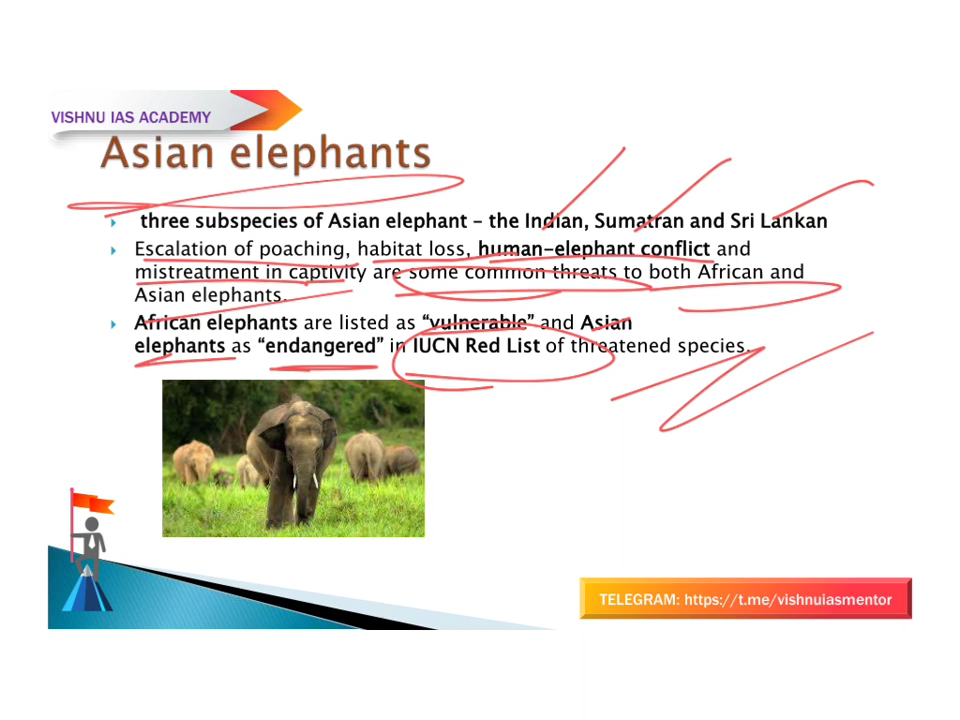 VISHNU IAS ACADEMY
Asian elephants
three subspecies of Asian elephant – the Indian, Sumatran and Sri Lankan
Escalation of poaching, habitat loss, human-elephant conflict and
mistreatment in captivity are some common threats to both African and
Asian elephants.
African elephants are listed as “vulnerable” and Asian
elephants as “endangered” in IUCN Red List of threatened species.
TELEGRAM: https://t.me/vishnuiasmentor